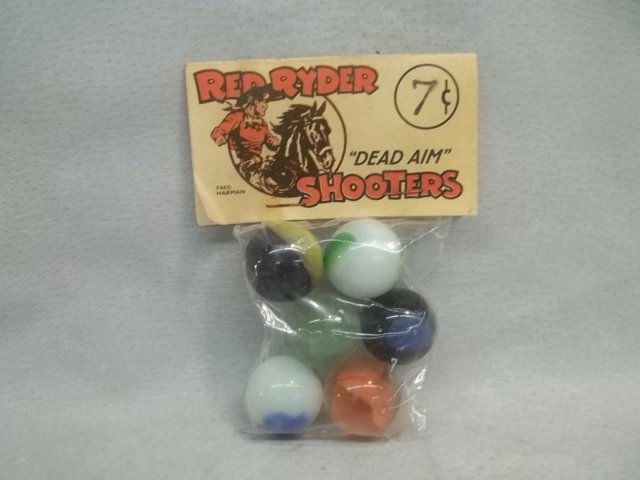 RED RYDER
7¢
"DEAD AIM"
FRED
HARMAN
SHOOTERS